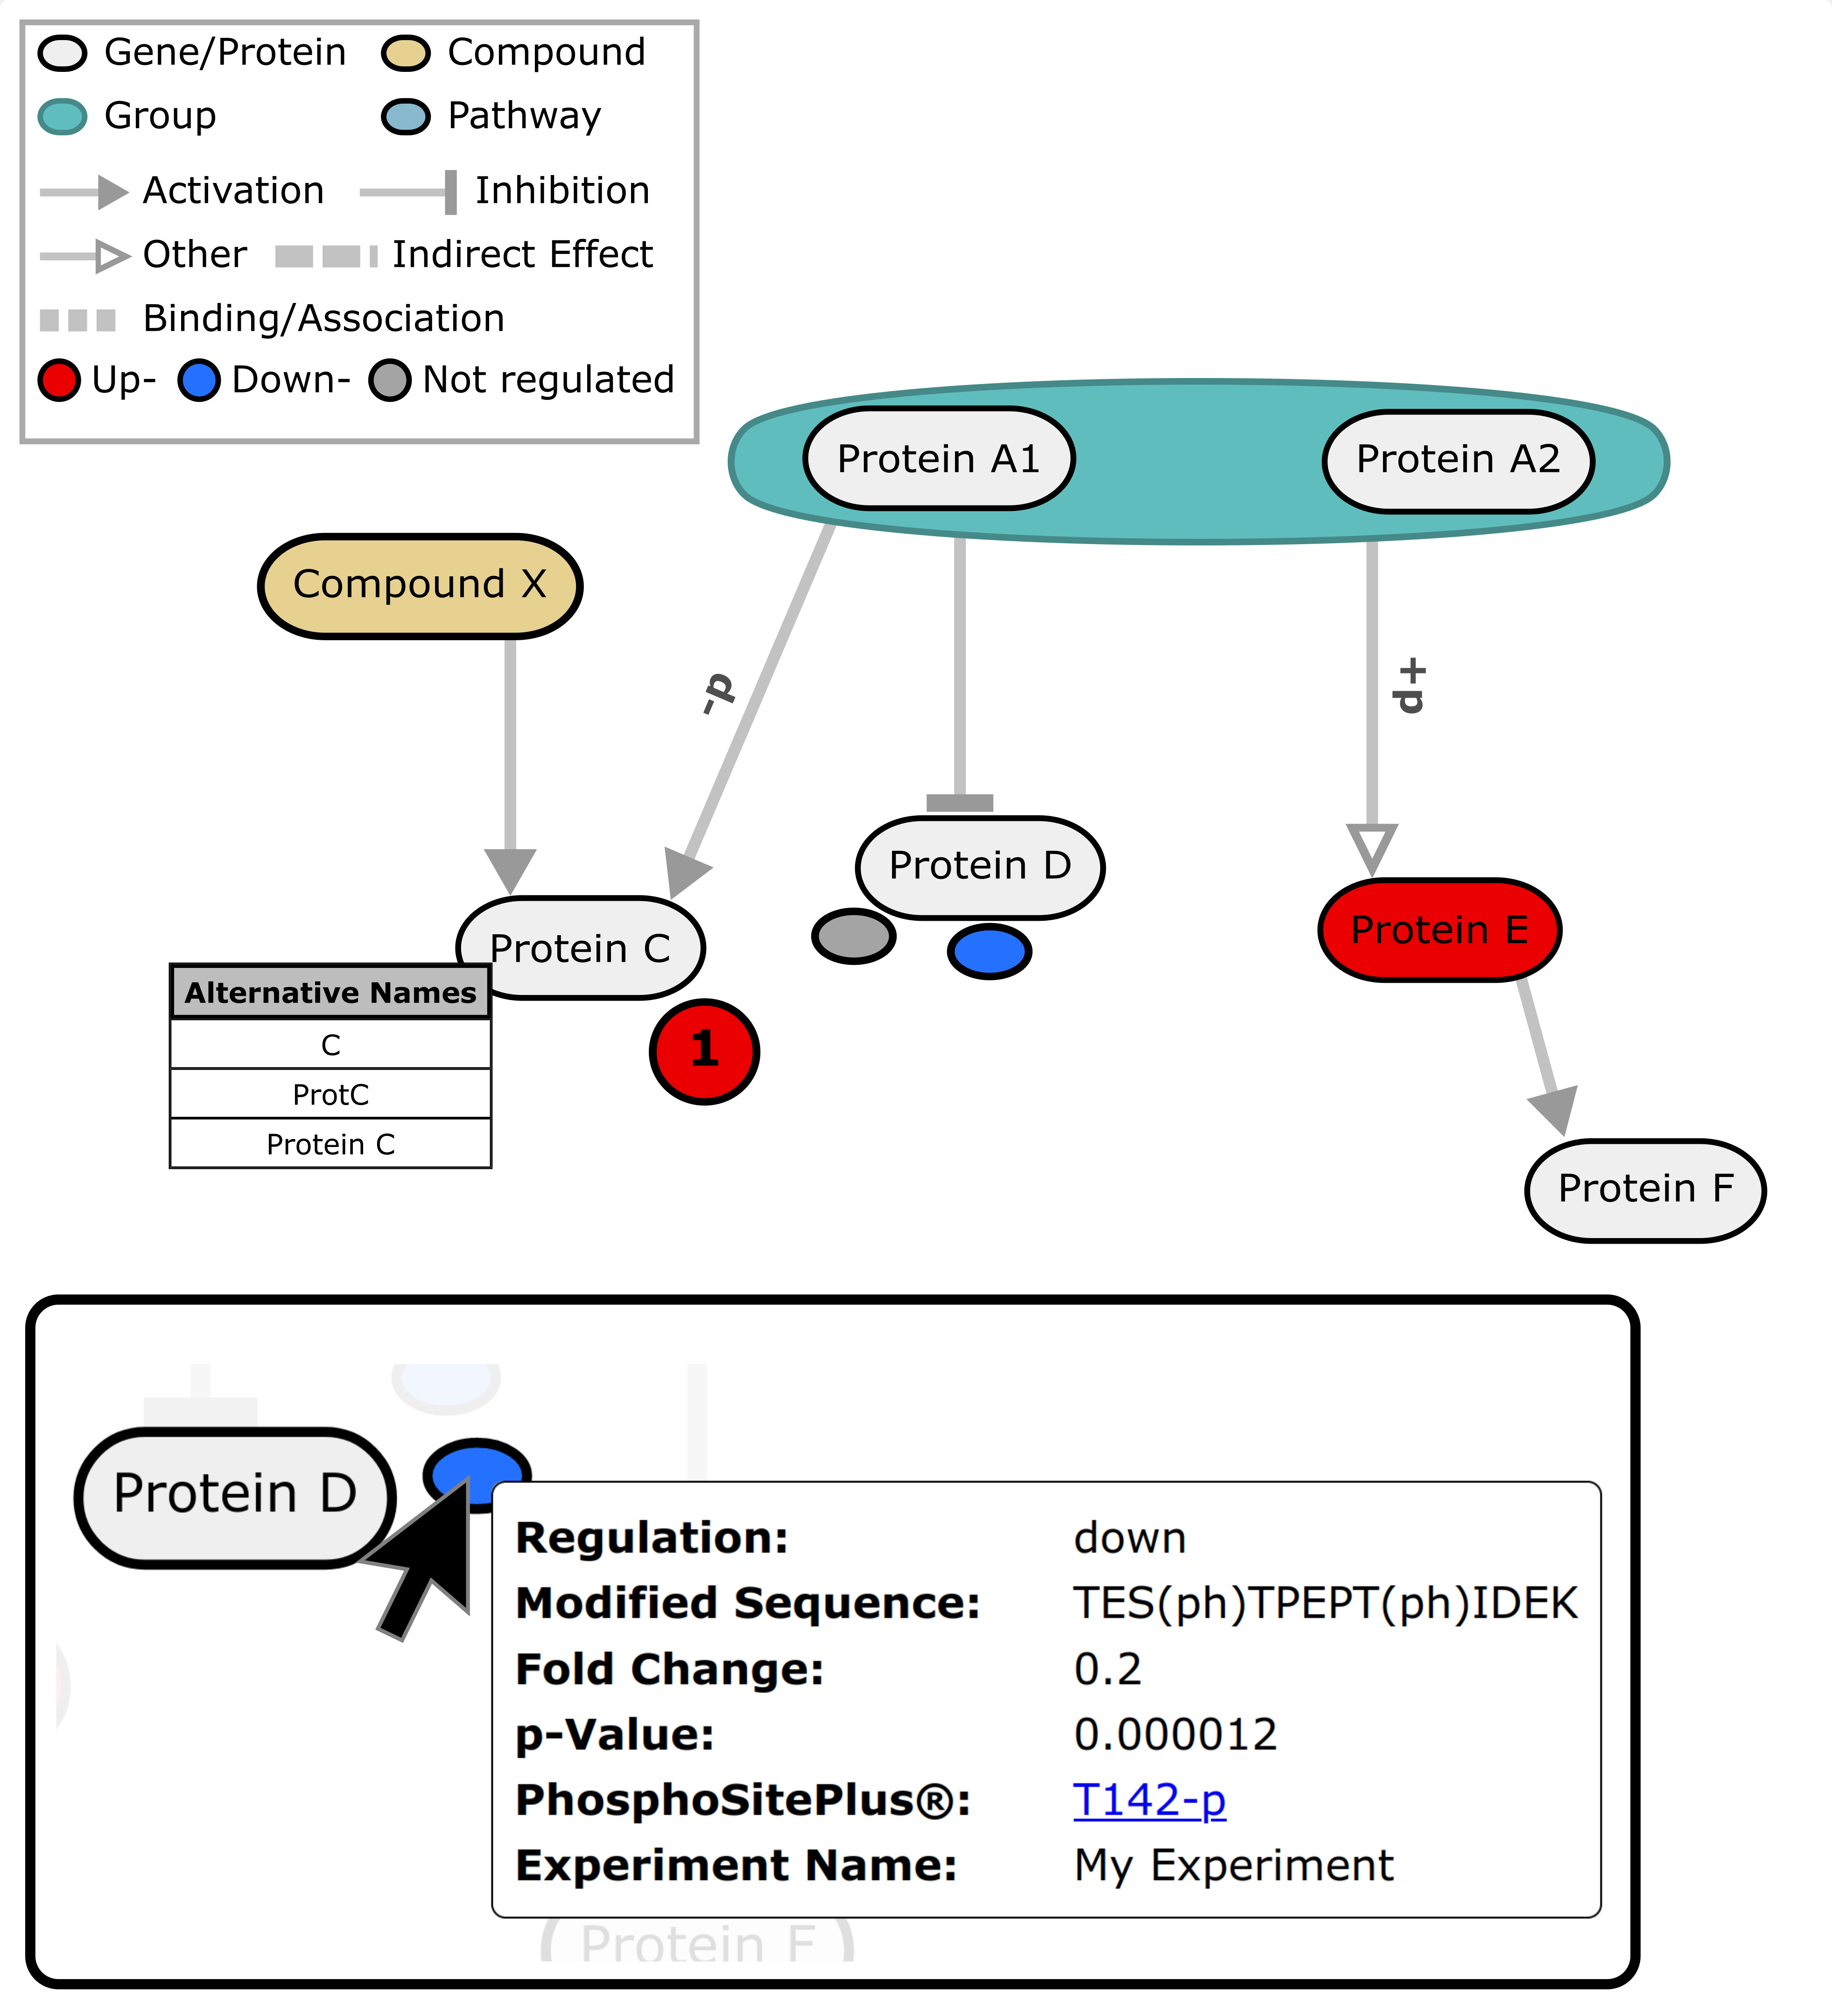 Gene/Protein Compound
Group Pathway
Activation Inhibition
Other Indirect Effect
Binding/Association
Up- Down- Not regulated
Protein A1 Protein A2
Compound X
-p
+p
Protein D
Protein E
Protein C
Alternative Names
C
ProtC
Protein C
1
Protein F
Protein D
Regulation: down
Modified Sequence: TES(ph)TPEPT(ph)IDEK
Fold Change: 0.2
p-Value: 0.000012
PhosphoSitePlus®: T142-p
Experiment Name: My Experiment